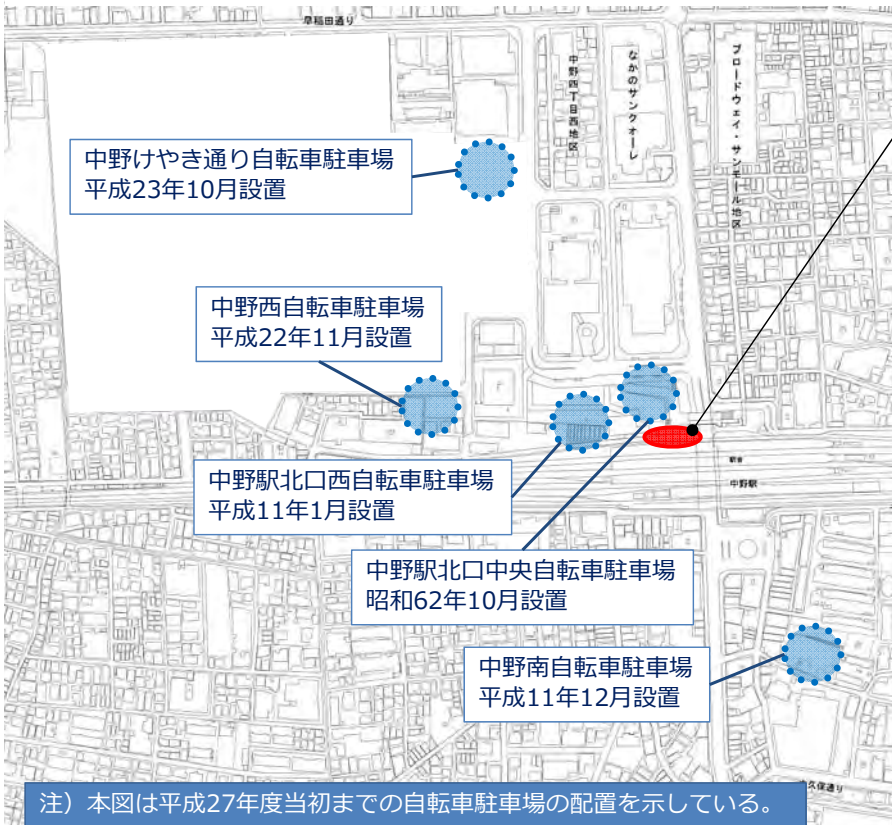 早稲田通り
中野四丁目西地区
なかのサンクォーレ
ブロードウェイ・サンモール地区
中野けやき通り自転車駐車場
平成23年10月設置
中野西自転車駐車場
平成22年11月設置
中野駅北口西自転車駐車場
平成11年1月設置
駅舎
中野駅
中野駅北口中央自転車駐車場
昭和62年10月設置
中野南自転車駐車場
平成11年12月設置
久保通り
注）本図は平成27年度当初までの自転車駐車場の配置を示している。